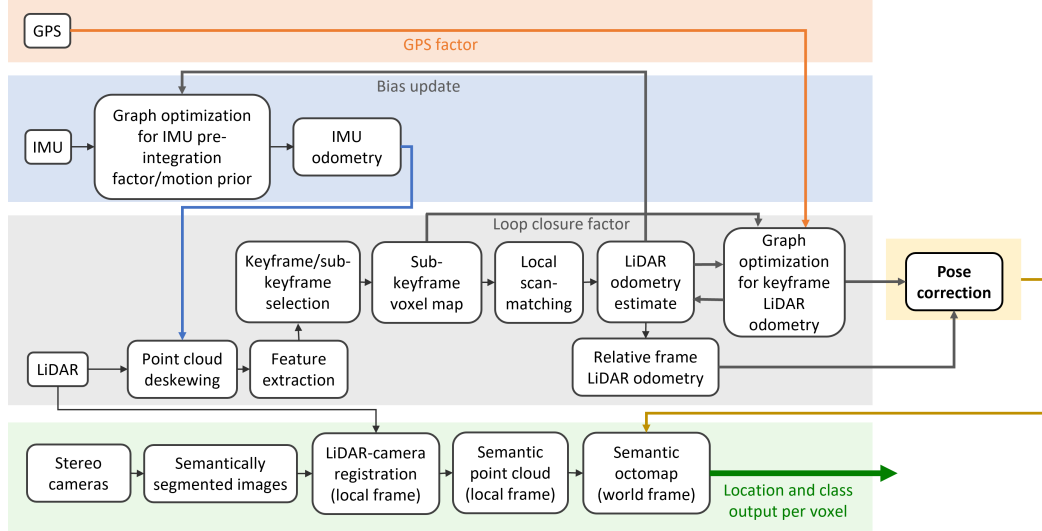 GPS
GPS factor
Bias update
IMU
Graph optimization
for IMU pre-
integration
factor/motion prior
IMU
odometry
Loop closure factor
Keyframe/sub-
keyframe
selection
Sub-
keyframe
voxel map
Local
scan-
matching
LiDAR
odometry
estimate
Graph
optimization
for keyframe
LiDAR
odometry
Pose
correction
LiDAR
Point cloud
deskewing
Feature
extraction
Relative frame
LiDAR odometry
Stereo
cameras
Semantically
segmented images
LiDAR-camera
registration
(local frame)
Semantic
point cloud
(local frame)
Semantic
octomap
(world frame)
Location and class
output per voxel